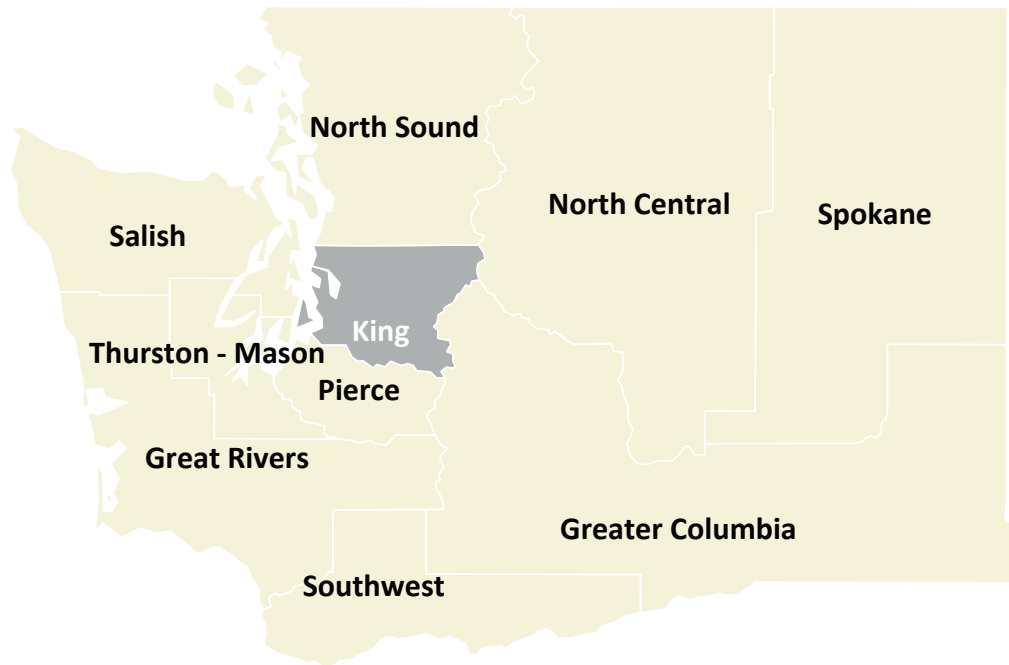 North Sound
North Central
Spokane
Salish
King
Thurston - Mason
Pierce
Great Rivers
Greater Columbia
Southwest